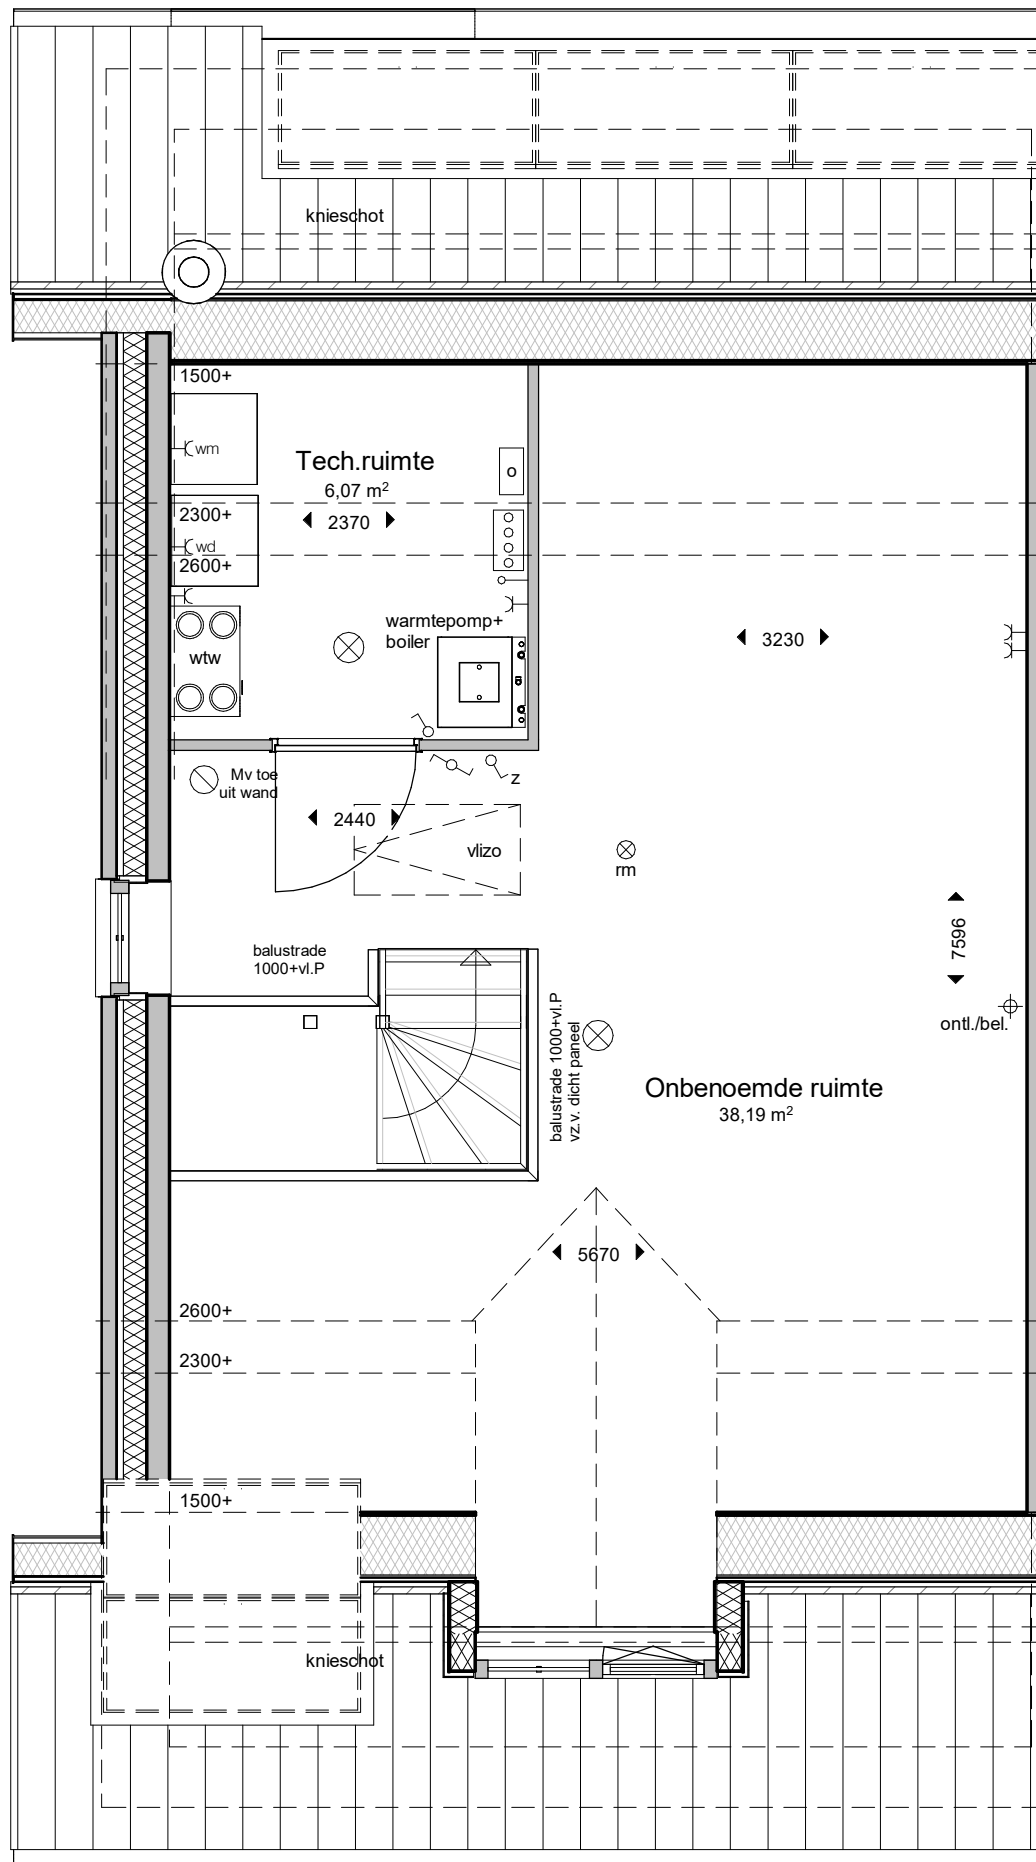 knieschot
1500+
wm
Tech.ruimte
6,07 m²
2300+
2370
wd
2600+
warmtepomp+
boiler
wtw
3230
Mv toe
uit wand
z
2440
vlizo
rm
7596
balustrade
1000+vl.P
balustrade 1000+vl.P
vz.v. dicht paneel
ontl./bel.
Onbenoemde ruimte
38,19 m²
5670
2600+
2300+
1500+
knieschot